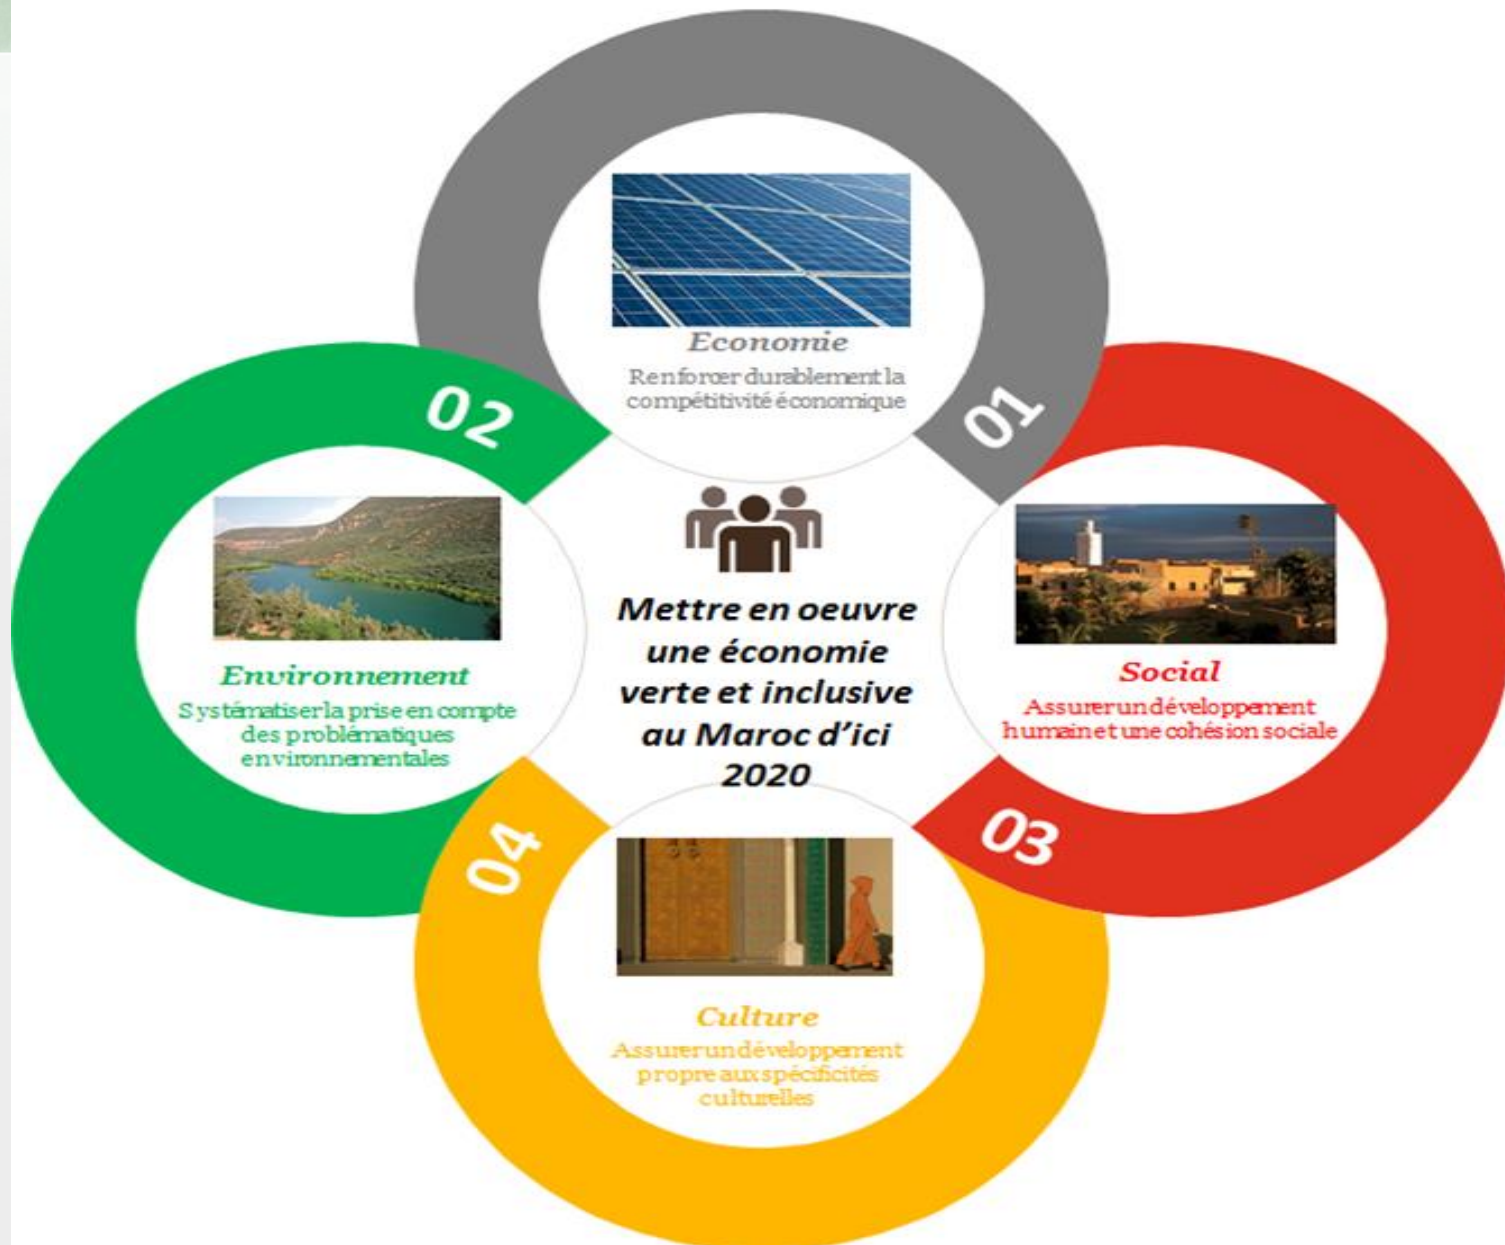 01
Economie
Renforcer durablement la
compétitivité économique
02
Environnement
Systématiser la prise en compte
des problématiques
environnementales
Mettre en oeuvre
une économie
verte et inclusive
au Maroc d'ici
2020
Social
Assurer un développement
humain et une cohésion sociale
03
04
Culture
Assurer un développement
propre aux spécificités
culturelles